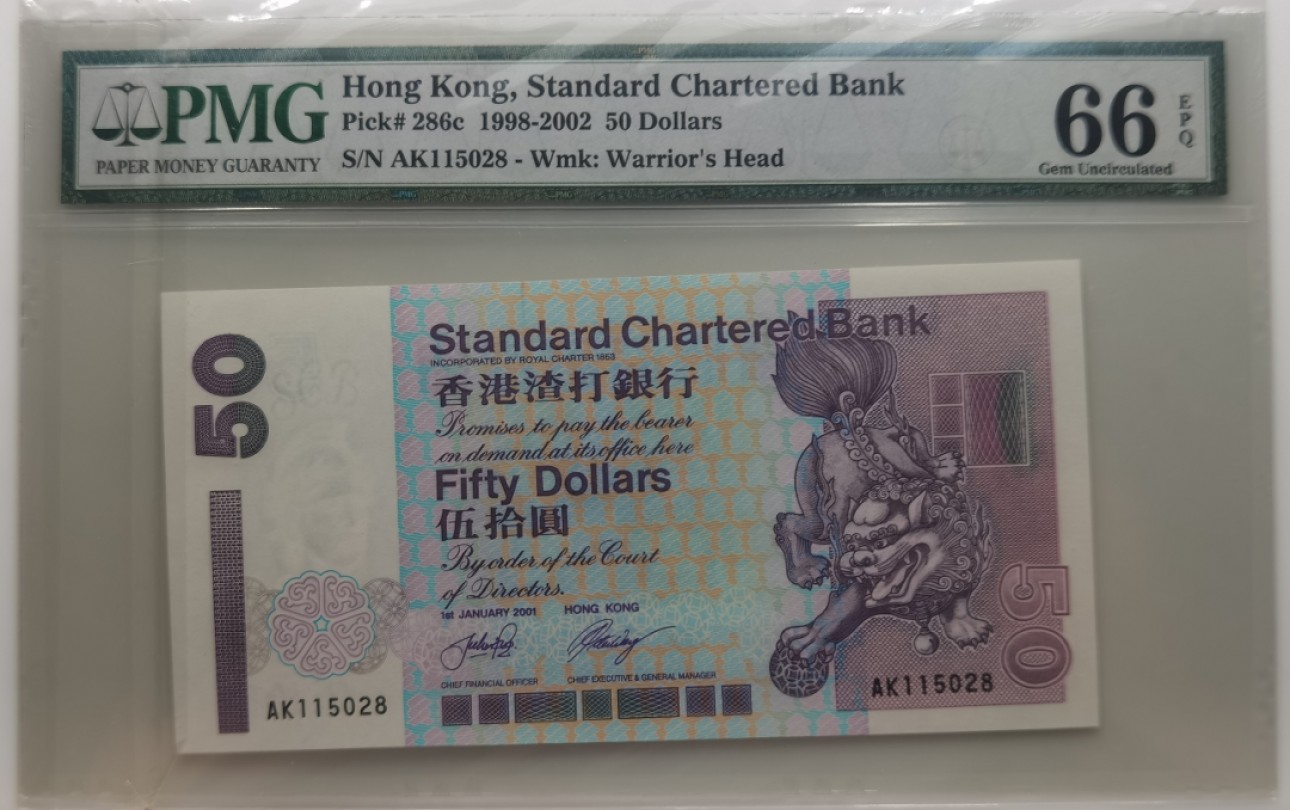 PMG
PAPER MONEY GUARANTY
Hong Kong, Standard Chartered Bank
Pick# 286c 1998-2002 50 Dollars
S/N AK115028 - Wmk: Warrior's Head
66
EPQ
Gem Uncirculated
PMG
PMG
50
Standard Chartered Bank
INCORPORATED BY ROYAL CHARTER 1853
香港渣打銀行
Promises to pay the bearer
on demand at its office here
Fifty Dollars
伍拾圓
By order of the Court
of Directors.
1st JANUARY 2001 HONG KONG
CHIEF FINANCIAL OFFICER CHIEF EXECUTIVE & GENERAL MANAGER
AK115028
AK115028
50